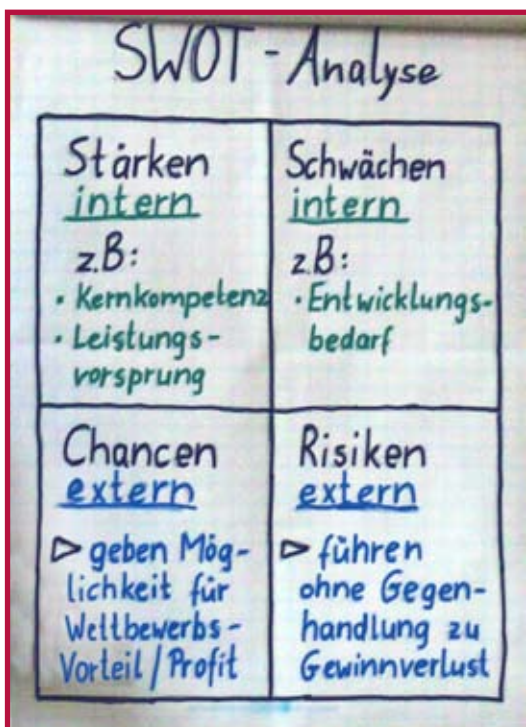 SWOT-Analyse
Stärken
intern
z.B:
· Kernkompetenz
· Leistungs-
vorsprung
Schwächen
intern
z.B:
· Entwicklungs-
bedarf
Chancen
extern
▷ geben Mög-
lichkeit für
Wettbewerbs-
Vorteil / Profit
Risiken
extern
▷ führen
ohne Gegen-
handlung zu
Gewinnverlust